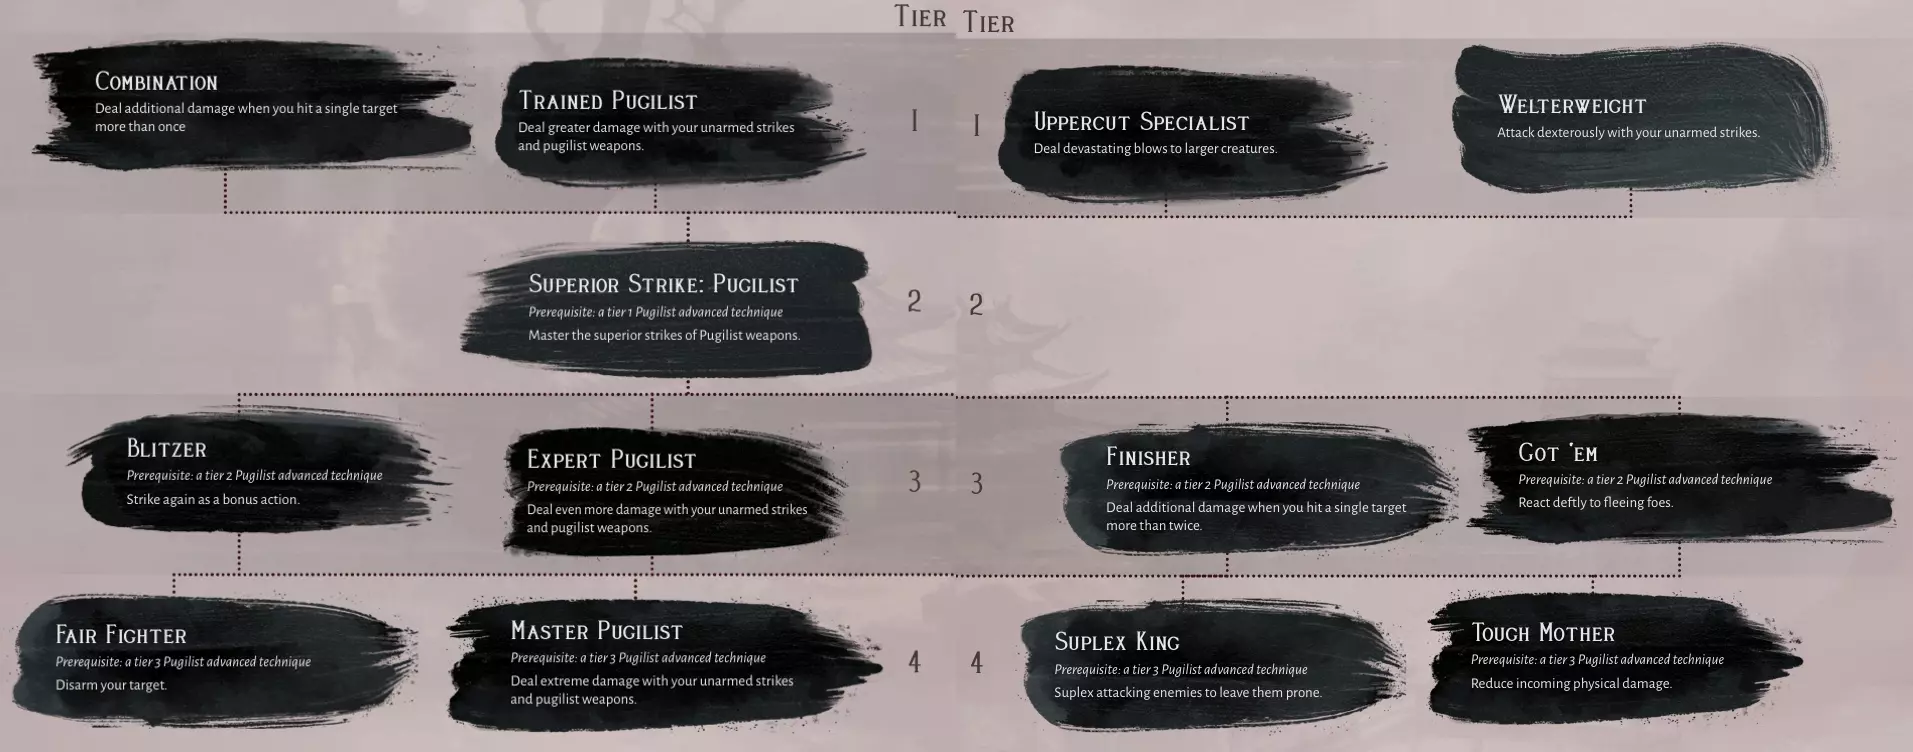 Tier Tier
Combination
Deal additional damage when you hit a single target
more than once
Trained Pugilist
Deal greater damage with your unarmed strikes
and pugilist weapons.
1
1
Uppercut Specialist
Deal devastating blows to larger creatures.
Welterweight
Attack dexterously with your unarmed strikes.
Superior Strike: Pugilist
Prerequisite: a tier 1 Pugilist advanced technique
Master the superior strikes of Pugilist weapons.
2
2
Blitzer
Prerequisite: a tier 2 Pugilist advanced technique
Strike again as a bonus action.
Expert Pugilist
Prerequisite: a tier 2 Pugilist advanced technique
Deal even more damage with your unarmed strikes
and pugilist weapons.
3
3
Finisher
Prerequisite: a tier 2 Pugilist advanced technique
Deal additional damage when you hit a single target
more than twice.
Got 'em
Prerequisite: a tier 2 Pugilist advanced technique
React deftly to fleeing foes.
Fair Fighter
Prerequisite: a tier 3 Pugilist advanced technique
Disarm your target.
Master Pugilist
Prerequisite: a tier 3 Pugilist advanced technique
Deal extreme damage with your unarmed strikes
and pugilist weapons.
4
4
Suplex King
Prerequisite: a tier 3 Pugilist advanced technique
Suplex attacking enemies to leave them prone.
Tough Mother
Prerequisite: a tier 3 Pugilist advanced technique
Reduce incoming physical damage.